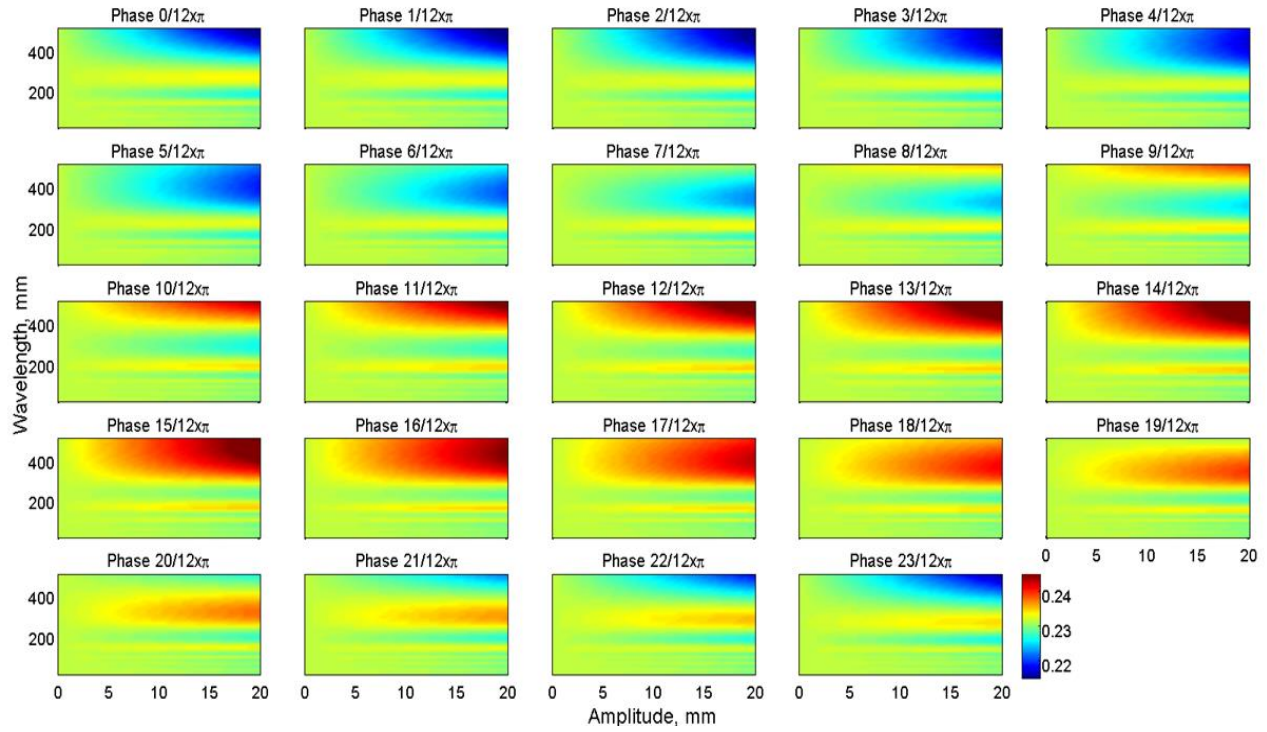 Phase 0/12xπ Phase 1/12xπ Phase 2/12xπ Phase 3/12xπ Phase 4/12xπ
400
200
Phase 5/12xπ Phase 6/12xπ Phase 7/12xπ Phase 8/12xπ Phase 9/12xπ
400
200
Wavelength, mm
Phase 10/12xπ Phase 11/12xπ Phase 12/12xπ Phase 13/12xπ Phase 14/12xπ
400
200
Phase 15/12xπ Phase 16/12xπ Phase 17/12xπ Phase 18/12xπ Phase 19/12xπ
400
200
0 5 10 15 20
Phase 20/12xπ Phase 21/12xπ Phase 22/12xπ Phase 23/12xπ
400
200
0.24
0.23
0.22
0 5 10 15 20 0 5 10 15 20 0 5 10 15 20 0 5 10 15 20
Amplitude, mm